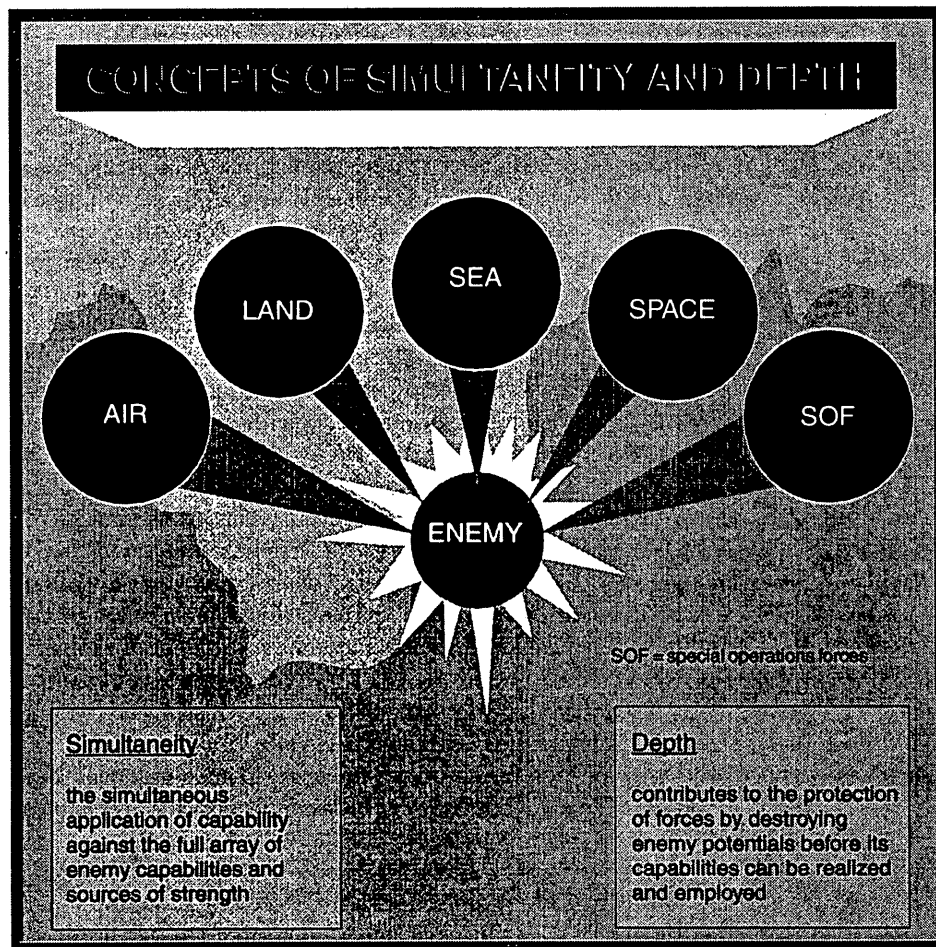 CONCEPTS OF SIMULTANEITY AND DEPTH
SEA
LAND
SPACE
AIR
SOF
ENEMY
SOF = special operations forces
Simultaneity
the simultaneous
application of capability
against the full array of
enemy capabilities and
sources of strength
Depth
contributes to the protection
of forces by destroying
enemy potentials before its
capabilities can be realized
and employed